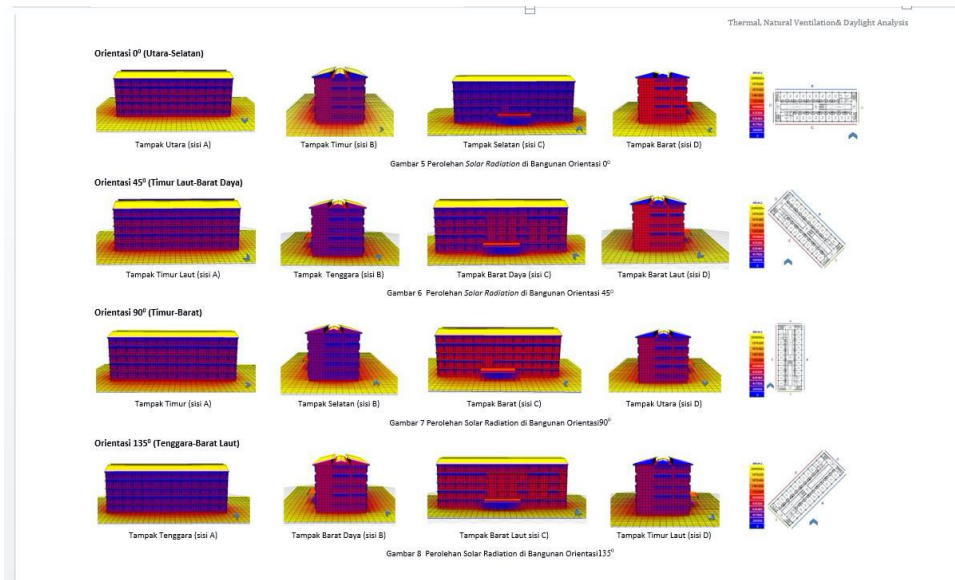 Thermal, Natural Ventilation& Daylight Analysis
Orientasi 0⁰ (Utara-Selatan)
Tampak Utara (sisi A)
Tampak Timur (sisi B)
Tampak Selatan (sisi C)
Tampak Barat (sisi D)
Gambar 5 Perolehan Solar Radiation di Bangunan Orientasi 0⁰
Orientasi 45⁰ (Timur Laut-Barat Daya)
Tampak Timur Laut (sisi A)
Tampak Tenggara (sisi B)
Tampak Barat Daya (sisi C)
Tampak Barat Laut (sisi D)
Gambar 6 Perolehan Solar Radiation di Bangunan Orientasi 45⁰
Orientasi 90⁰ (Timur-Barat)
Tampak Timur (sisi A)
Tampak Selatan (sisi B)
Tampak Barat (sisi C)
Tampak Utara (sisi D)
Gambar 7 Perolehan Solar Radiation di Bangunan Orientasi90⁰
Orientasi 135⁰ (Tenggara-Barat Laut)
Tampak Tenggara (sisi A)
Tampak Barat Daya (sisi B)
Tampak Barat Laut sisic C)
Tampak Timur Laut (sisi D)
Gambar 8 Perolehan Solar Radiation di Bangunan Orientasi135⁰